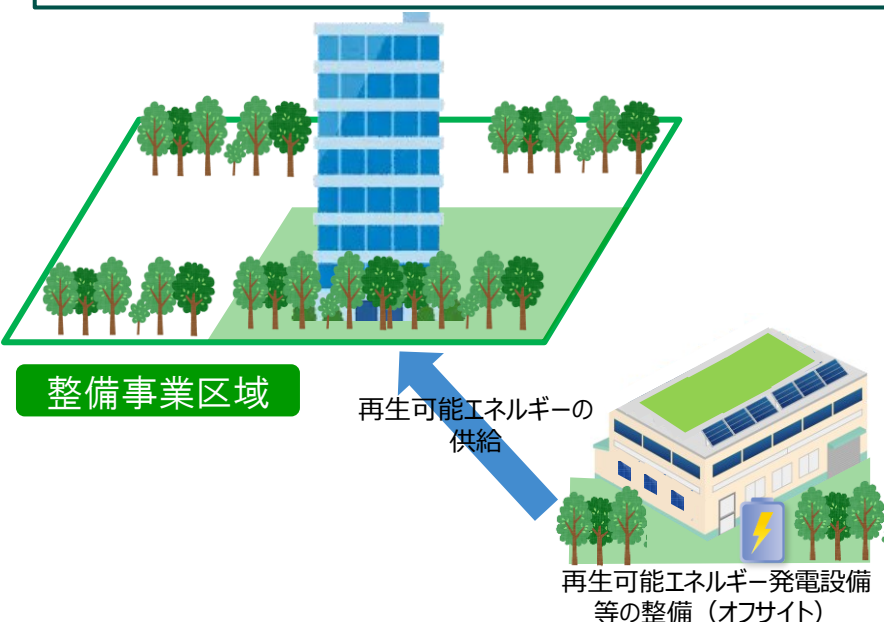 整備事業区域
再生可能エネルギーの
供給
再生可能エネルギー発電設備
等の整備（オフサイト）